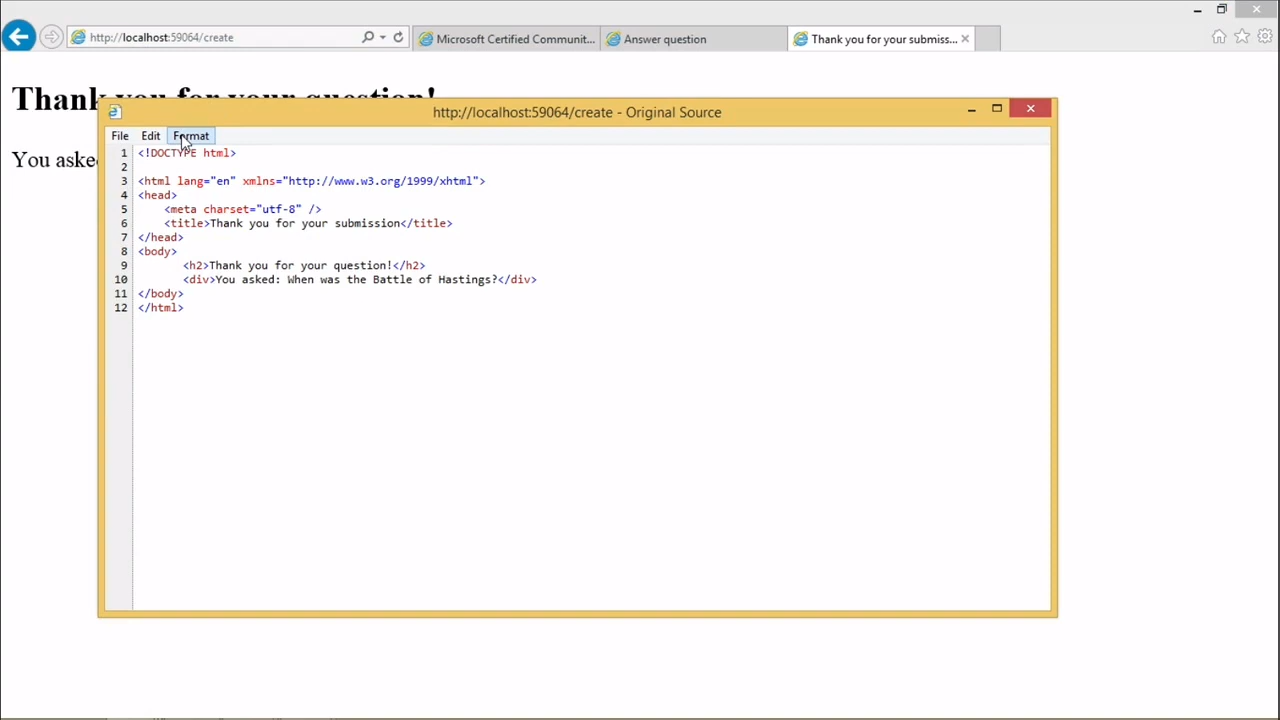 http://localhost:59064/create
Microsoft Certified Communit...
Answer question
Thank you for your submiss...
Thank you for your question!
You aske
http://localhost:59064/create - Original Source
File Edit Format
1 <!DOCTYPE html>
2
3 <html lang="en" xmlns="http://www.w3.org/1999/xhtml">
4 <head>
5 <meta charset="utf-8" />
6 <title>Thank you for your submission</title>
7 </head>
8 <body>
9 <h2>Thank you for your question!</h2>
10 <div>You asked: When was the Battle of Hastings?</div>
11 </body>
12 </html>